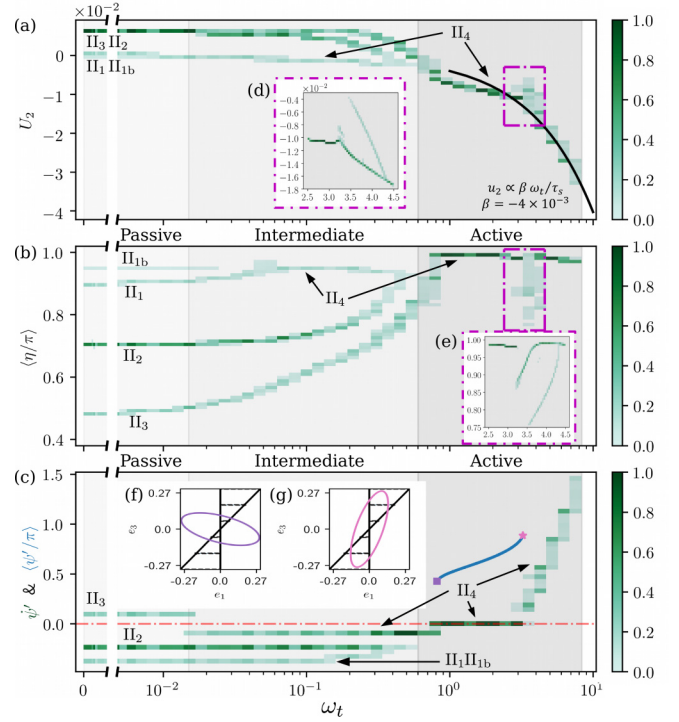 (a)
×10⁻²
II₃ II₂
II₁ II₁b
II₄
0
−1
−2
−3
−4
U₂
(d)
×10⁻²
−0.4
−0.6
−0.8
−1.0
−1.2
−1.4
−1.6
−1.8
2.5 3.0 3.5 4.0 4.5
u₂ ∝ β ωₜ/τₛ
β = −4 × 10⁻³
1.0
0.8
0.6
0.4
0.2
0.0
Passive Intermediate Active
(b)
1.0
0.8
0.6
0.4
⟨η/π⟩
II₁b
II₁
II₄
II₂
II₃
(e)
1.00
0.95
0.90
0.85
0.80
0.75
2.5 3.0 3.5 4.0 4.5
1.0
0.8
0.6
0.4
0.2
0.0
Passive Intermediate Active
(c)
1.5
1.0
0.5
0.0
ψ̇′ & ⟨ψ′/π⟩
(f)
0.27
0.0
−0.27
e₃
−0.27 0.0 0.27
e₁
(g)
0.27
0.0
−0.27
e₃
−0.27 0.0 0.27
e₁
II₃
II₄
II₂
II₁II₁b
1.0
0.8
0.6
0.4
0.2
0.0
0 10⁻² 10⁻¹ 10⁰ 10¹
ωₜ